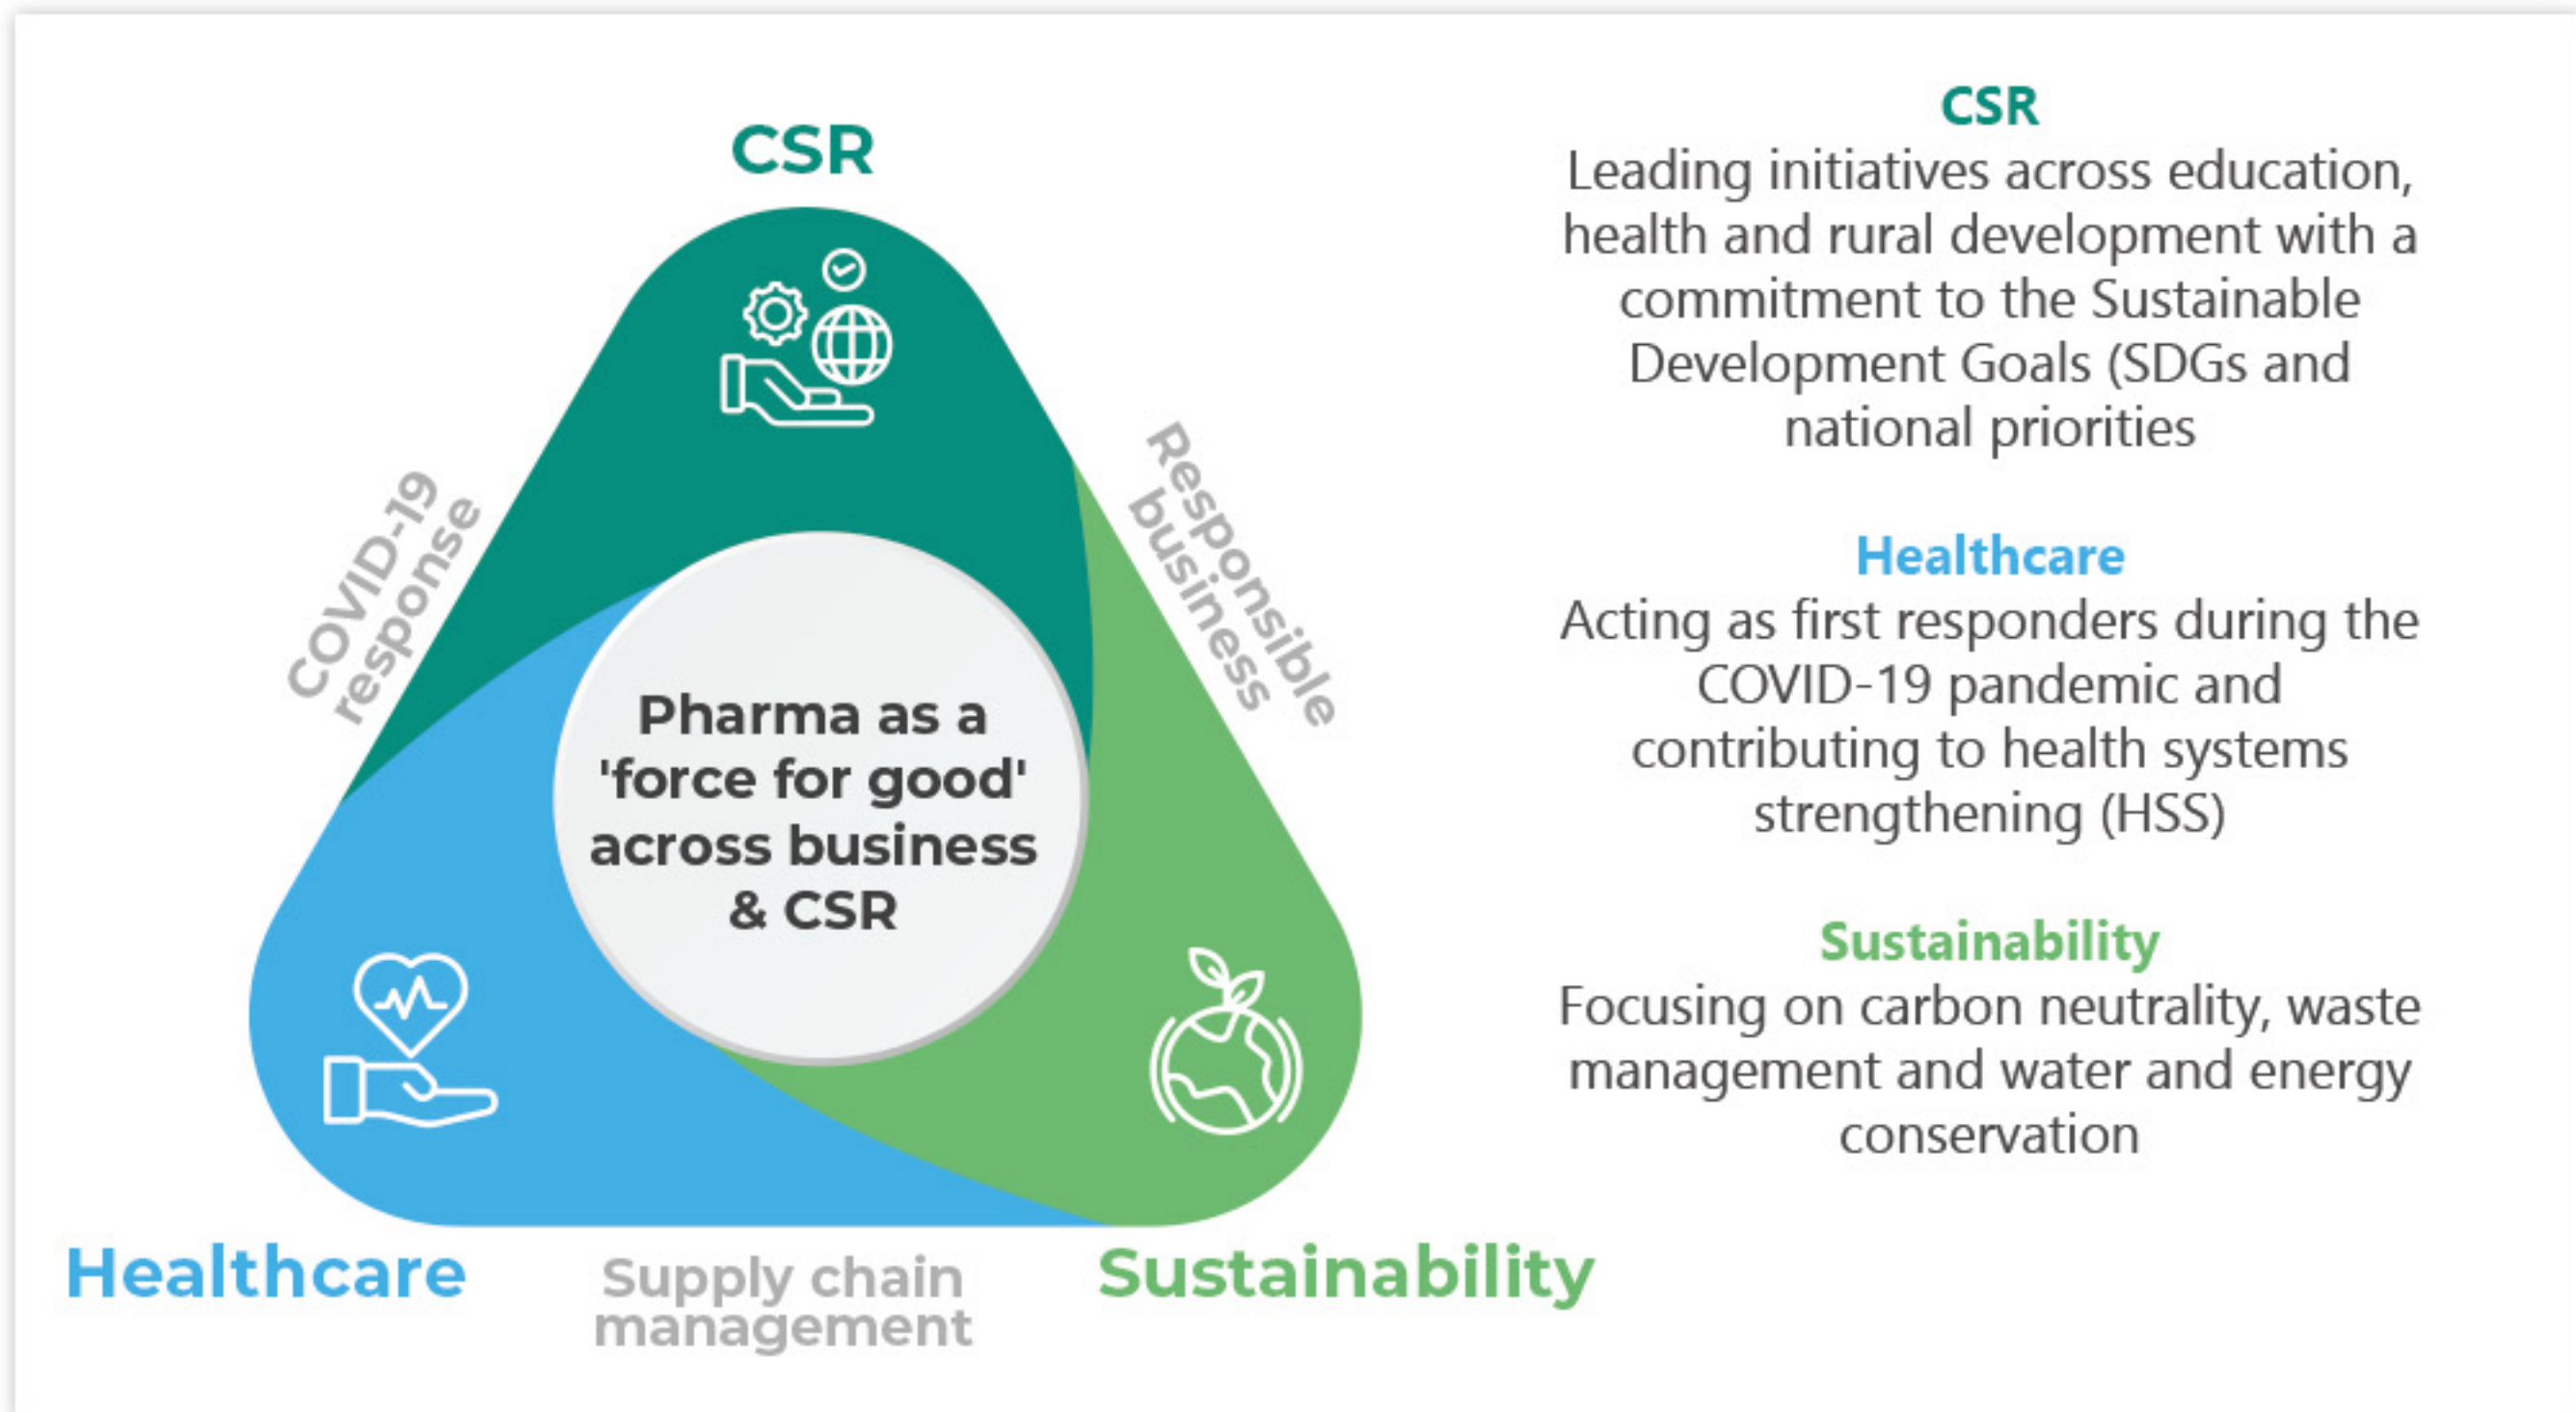 CSR
COVID-19
response
Responsible
business
Pharma as a
'force for good'
across business
& CSR
Healthcare
Supply chain
management
Sustainability
CSR
Leading initiatives across education,
health and rural development with a
commitment to the Sustainable
Development Goals (SDGs and
national priorities
Healthcare
Acting as first responders during the
COVID-19 pandemic and
contributing to health systems
strengthening (HSS)
Sustainability
Focusing on carbon neutrality, waste
management and water and energy
conservation